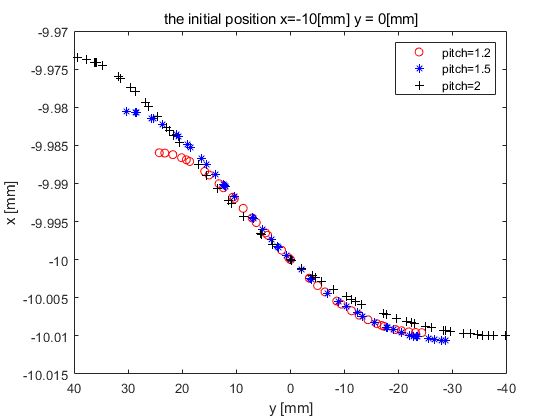 the initial position x=-10[mm] y = 0[mm]
-9.97
-9.975
-9.98
-9.985
-9.99
-9.995
-10
-10.005
-10.01
-10.015
x [mm]
pitch=1.2
pitch=1.5
pitch=2
40 30 20 10 0 -10 -20 -30 -40
y [mm]